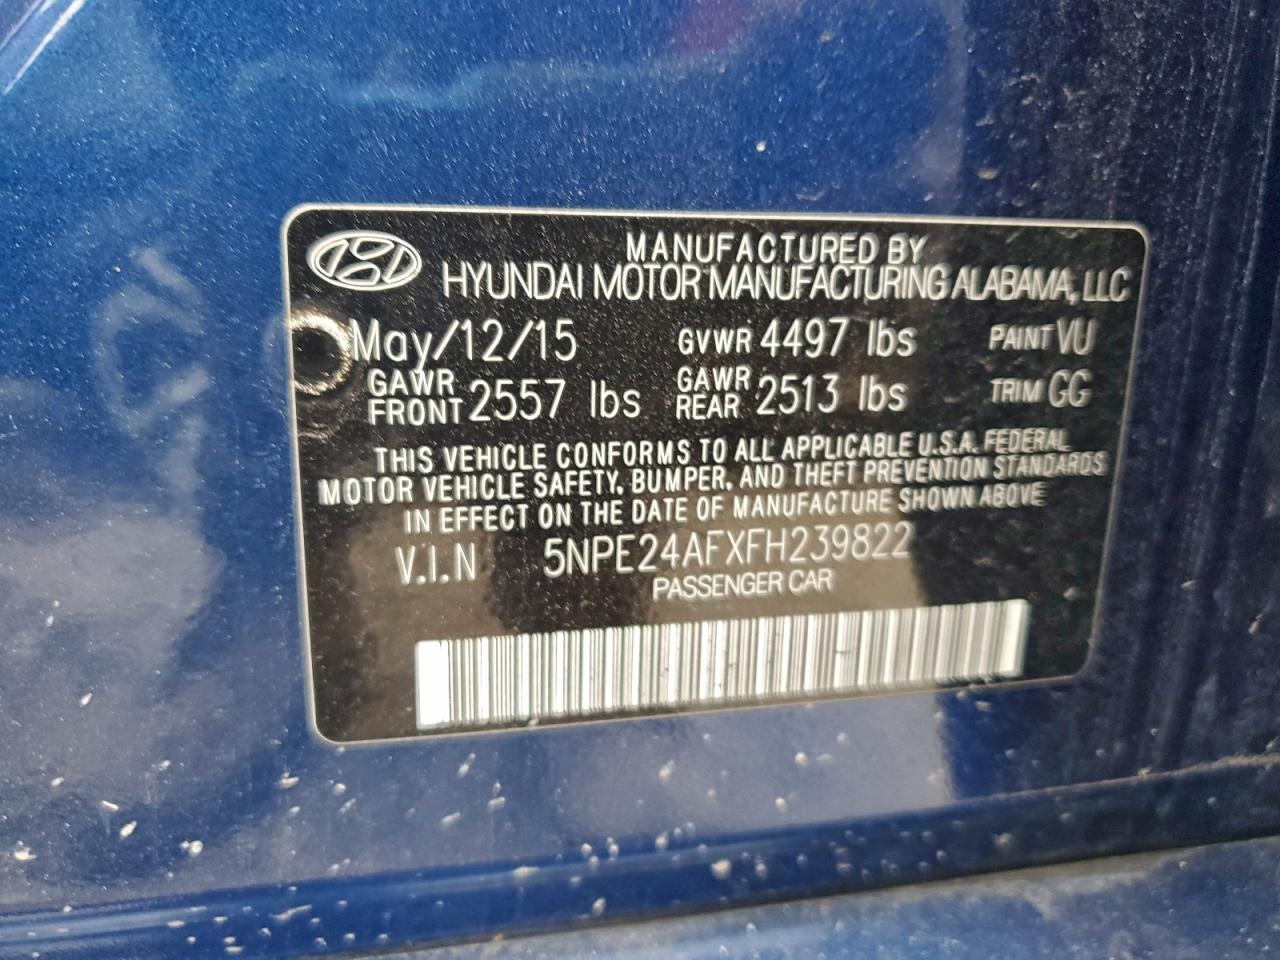 MANUFACTURED BY
HYUNDAI MOTOR MANUFACTURING ALABAMA, LLC
May/12/15 GVWR 4497 lbs PAINT VU
GAWR FRONT 2557 lbs GAWR REAR 2513 lbs TRIM GG
THIS VEHICLE CONFORMS TO ALL APPLICABLE U.S.A. FEDERAL
MOTOR VEHICLE SAFETY, BUMPER, AND THEFT PREVENTION STANDARDS
IN EFFECT ON THE DATE OF MANUFACTURE SHOWN ABOVE
V.I.N 5NPE24AFXFH239822
PASSENGER CAR